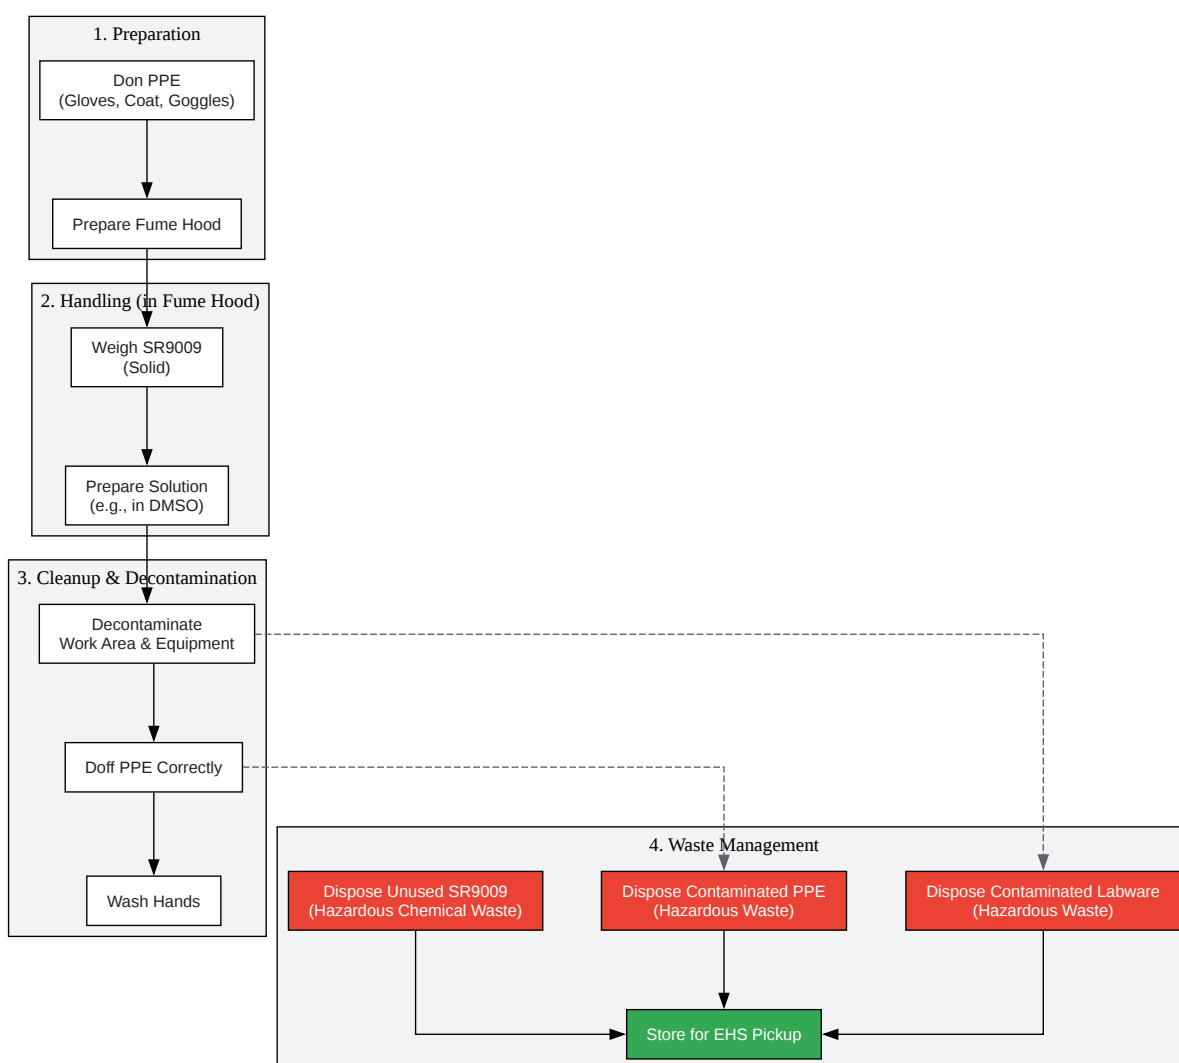 1. Preparation
Don PPE
(Gloves, Coat, Goggles)
Prepare Fume Hood
2. Handling (in Fume Hood)
Weigh SR9009
(Solid)
Prepare Solution
(e.g., in DMSO)
3. Cleanup & Decontamination
Decontaminate
Work Area & Equipment
Doff PPE Correctly
Wash Hands
4. Waste Management
Dispose Unused SR9009
(Hazardous Chemical Waste)
Dispose Contaminated PPE
(Hazardous Waste)
Dispose Contaminated Labware
(Hazardous Waste)
Store for EHS Pickup